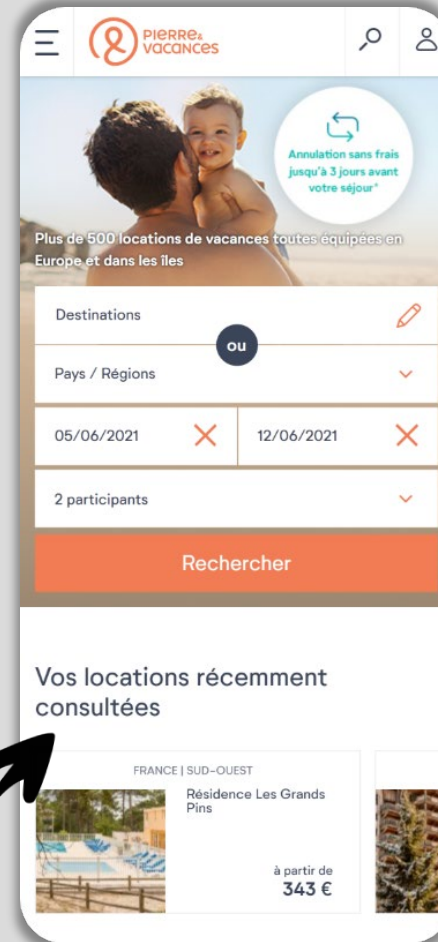 PIERRE&
VACANCES
Annulation sans frais
jusqu'à 3 jours avant
votre séjour*
Plus de 500 locations de vacances toutes équipées en
Europe et dans les îles
Destinations
ou
Pays / Régions
05/06/2021
12/06/2021
2 participants
Rechercher
Vos locations récemment
consultées
FRANCE | SUD-OUEST
Résidence Les Grands
Pins
à partir de
343 €